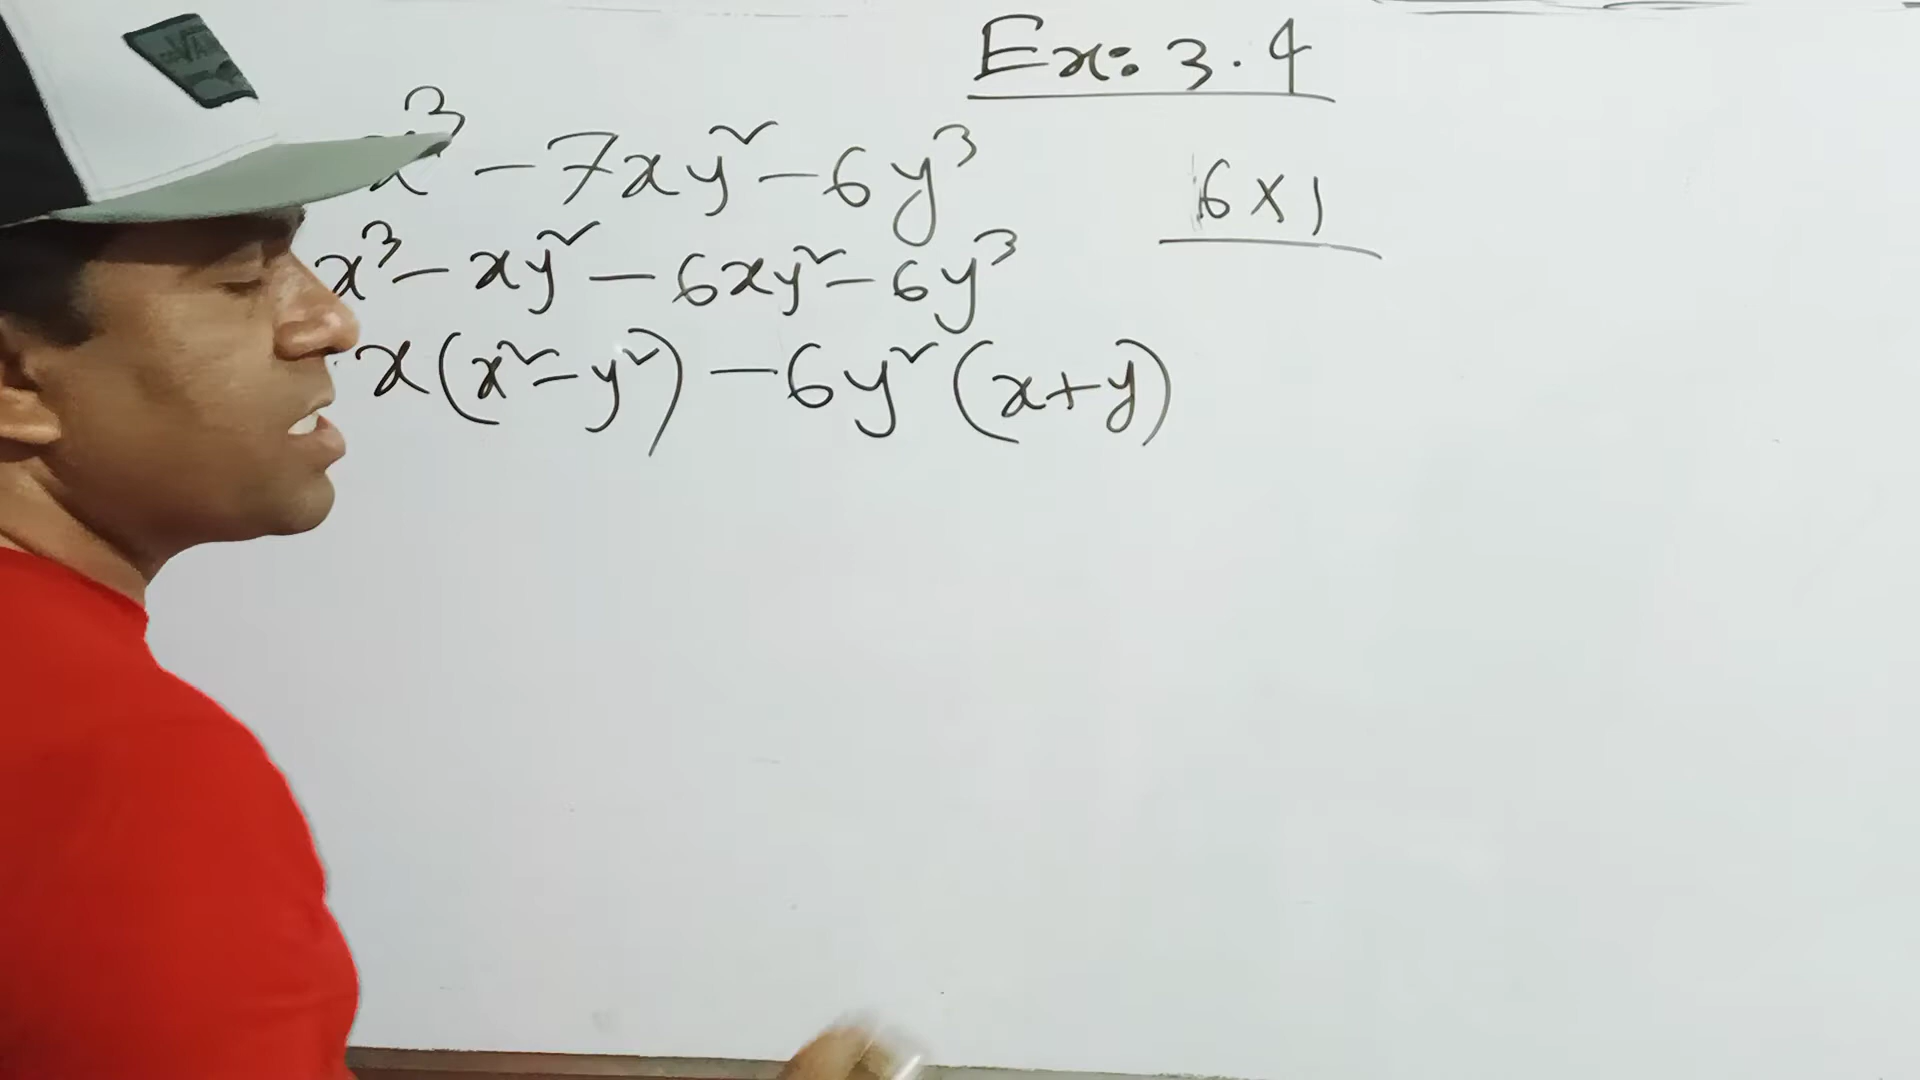 Ex: 3.4
x³ - 7xy² - 6y³
6 × 1
x³ - xy² - 6xy² - 6y³
x(x² - y²) - 6y²(x + y)